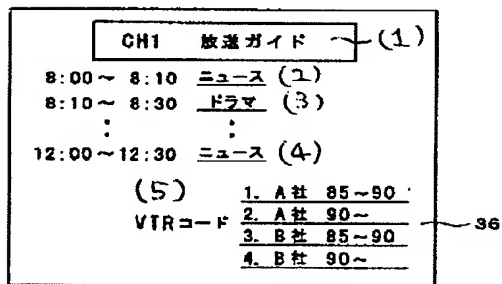 CH1 放送ガイド (1)
8:00～8:10 ニュース (2)
8:10～8:30 ドラマ (3)
: :
12:00～12:30 ニュース (4)
(5) 1. A社 85～90
VTRコード 2. A社 90～
3. B社 85～90
4. B社 90～
36